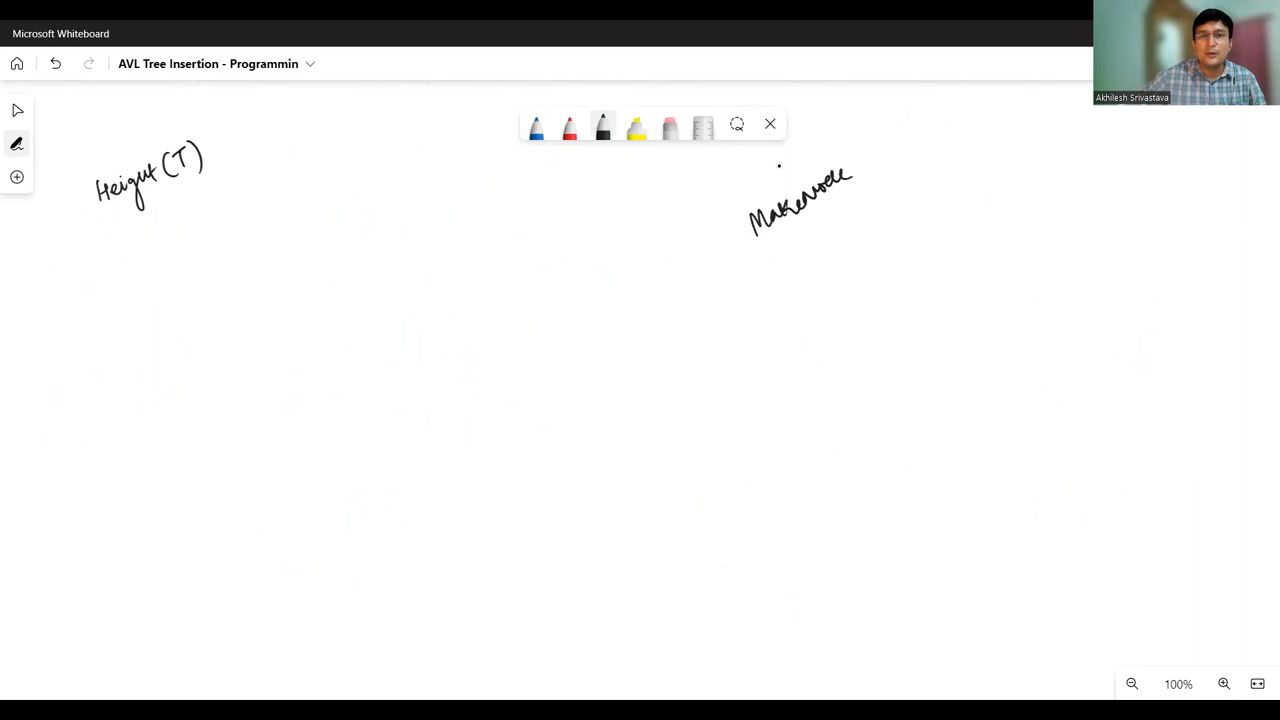 Microsoft Whiteboard
AVL Tree Insertion - Programmin
Akhilesh Srivastava
Height(T)
MakeNode
100%